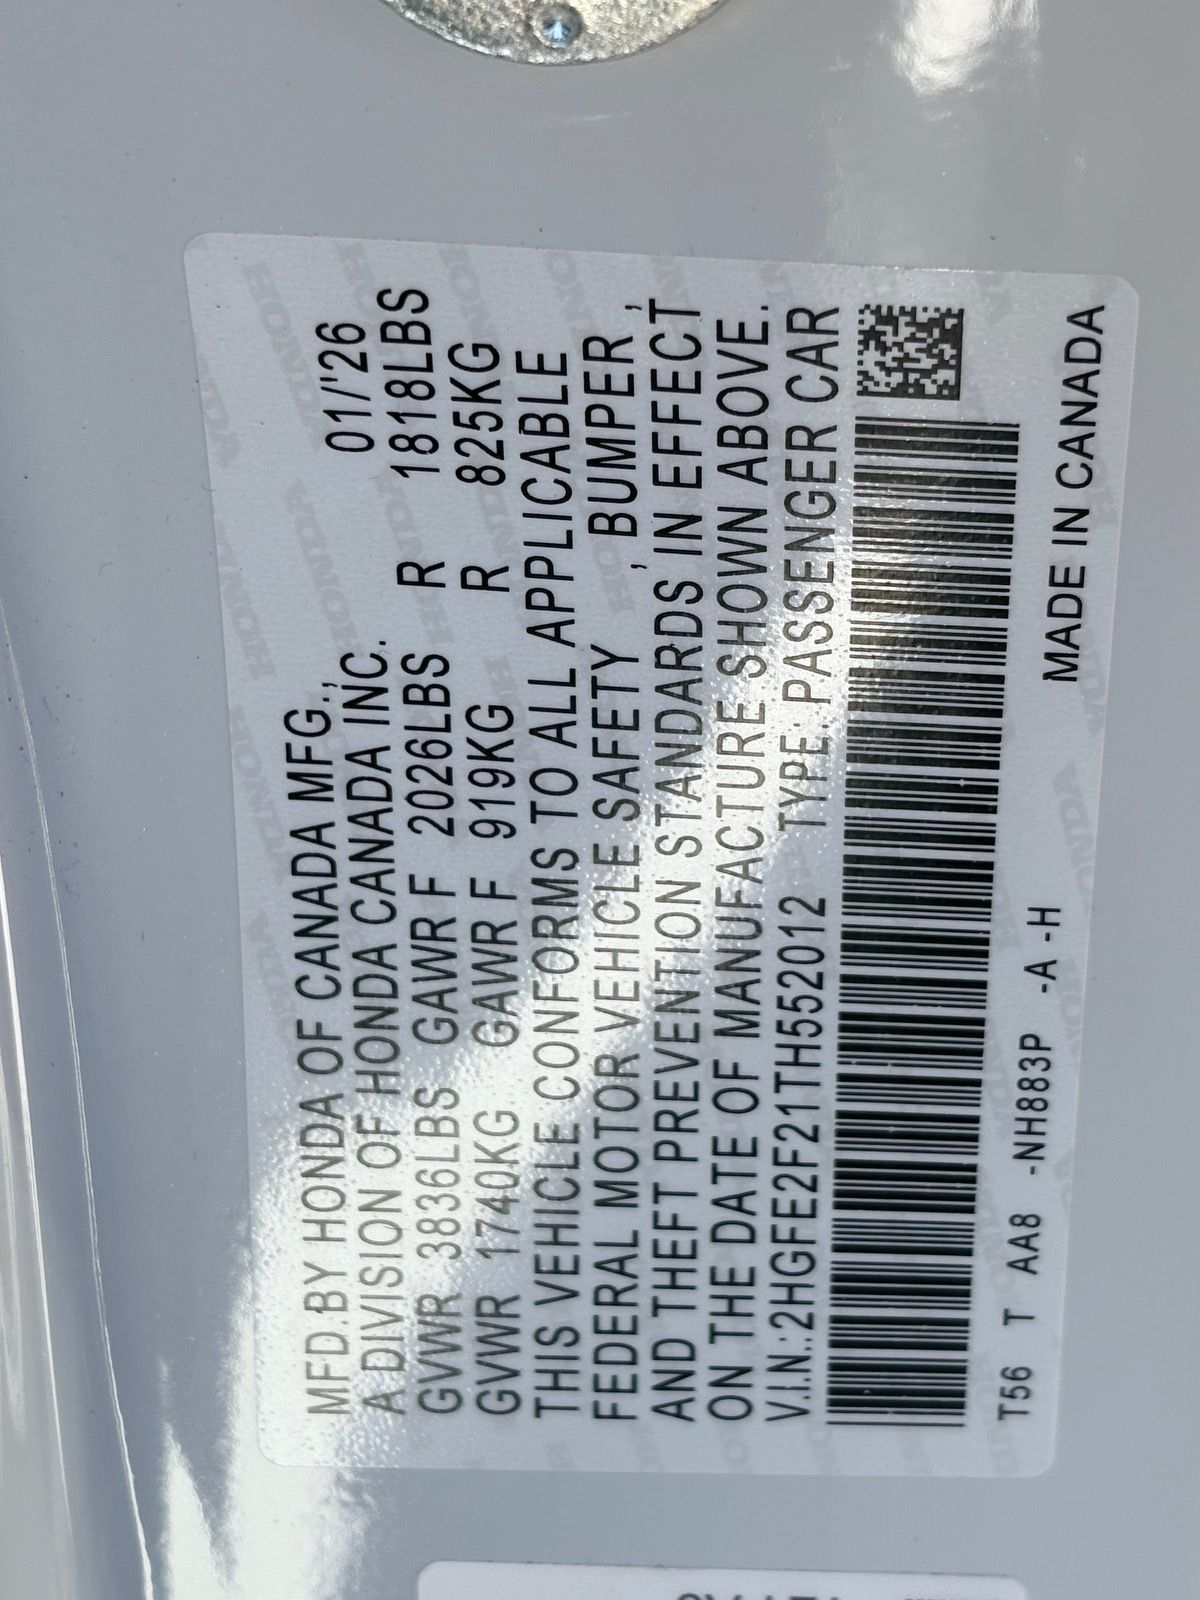 MFD.BY HONDA OF CANADA MFG.,
A DIVISION OF HONDA CANADA INC. 01/'26
GVWR 3836LBS GAWR F 2026LBS R 1818LBS
GVWR 1740KG GAWR F 919KG R 825KG
THIS VEHICLE CONFORMS TO ALL APPLICABLE
FEDERAL MOTOR VEHICLE SAFETY , BUMPER ,
AND THEFT PREVENTION STANDARDS IN EFFECT
ON THE DATE OF MANUFACTURE SHOWN ABOVE.
V.I.N.:2HGFE2F21TH552012 TYPE: PASSENGER CAR
T56 T AA8 -NH883P -A -H MADE IN CANADA